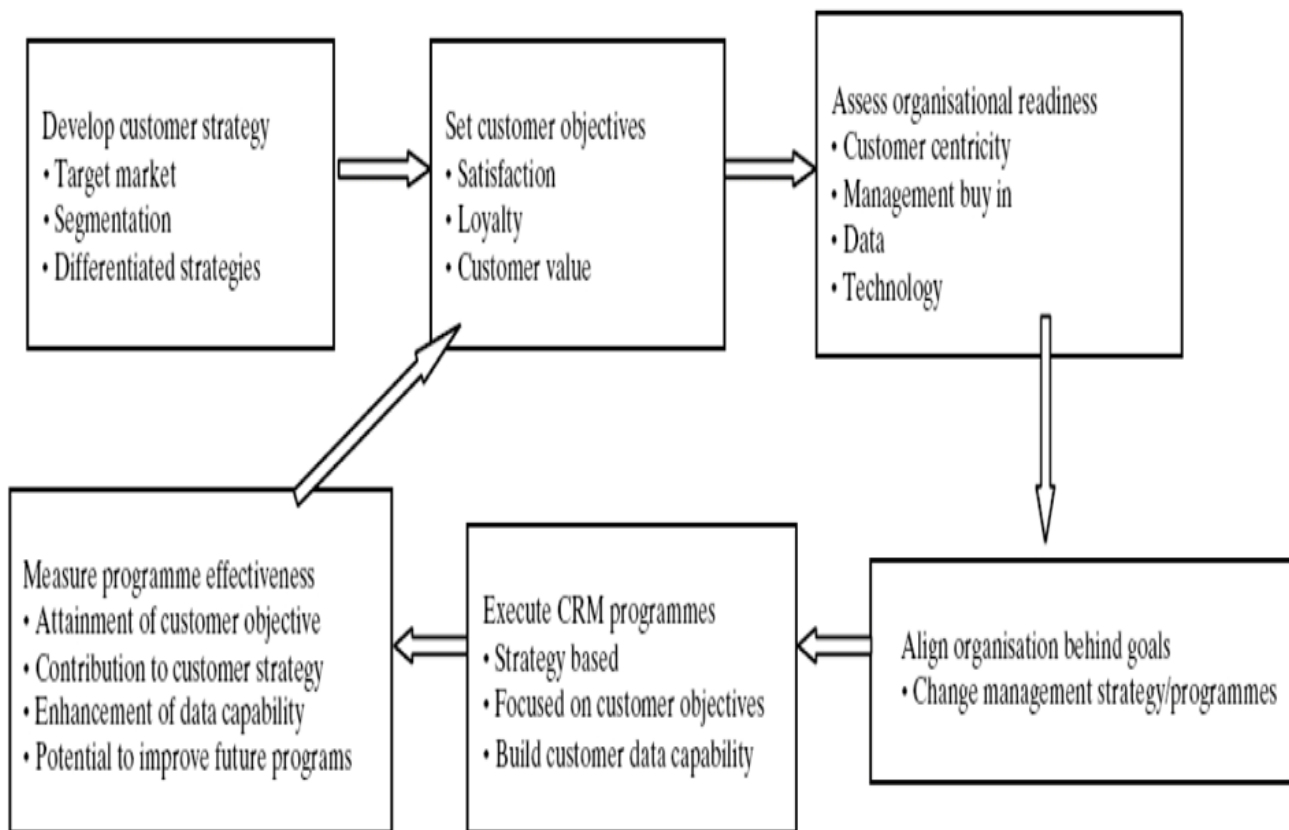 Develop customer strategy
• Target market
• Segmentation
• Differentiated strategies
Set customer objectives
• Satisfaction
• Loyalty
• Customer value
Assess organisational readiness
• Customer centricity
• Management buy in
• Data
• Technology
Align organisation behind goals
• Change management strategy/programmes
Execute CRM programmes
• Strategy based
• Focused on customer objectives
• Build customer data capability
Measure programme effectiveness
• Attainment of customer objective
• Contribution to customer strategy
• Enhancement of data capability
• Potential to improve future programs